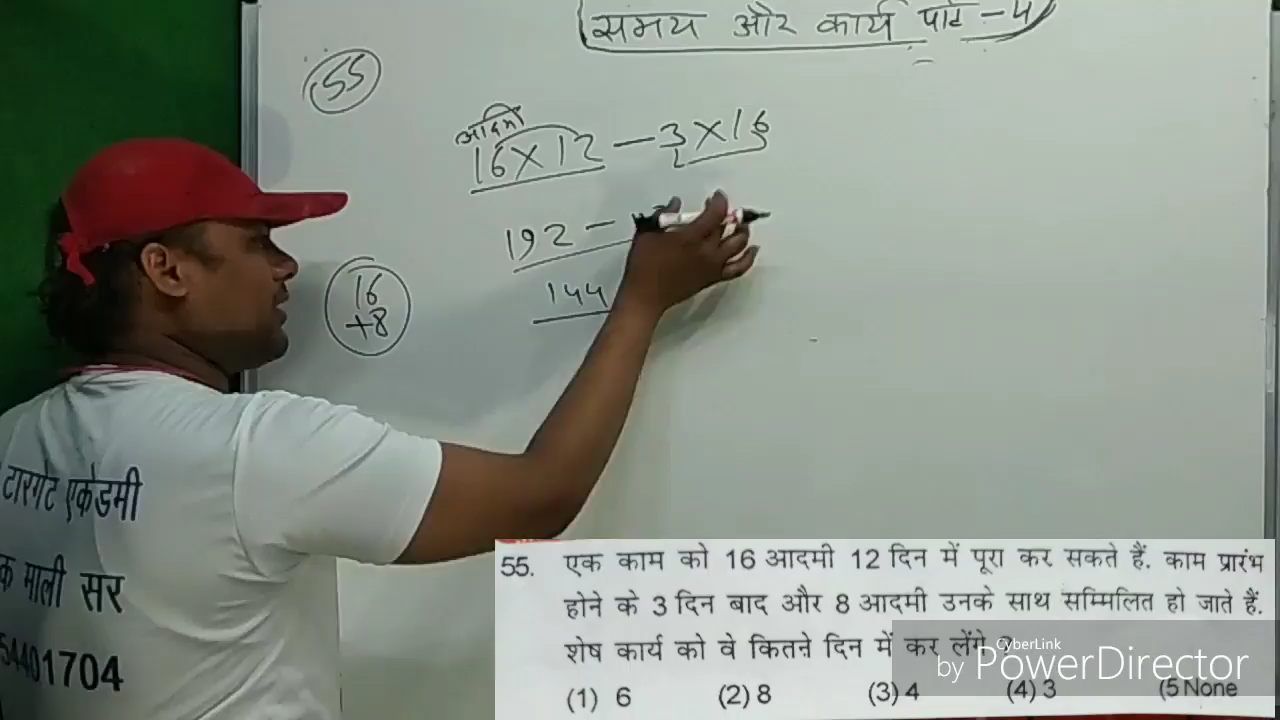 समय और कार्य पार्ट - 4
55
आदमी
16 × 12 - 3 × 16
192 -
144
16
+8
टारगेट एकेडमी
क माली सर
54401704
55. एक काम को 16 आदमी 12 दिन में पूरा कर सकते हैं. काम प्रारंभ
होने के 3 दिन बाद और 8 आदमी उनके साथ सम्मिलित हो जाते हैं.
शेष कार्य को वे कितने दिन में कर लेंगे ?
(1) 6 (2) 8 (3) 4 (4) 3 (5 None
by CyberLink PowerDirector